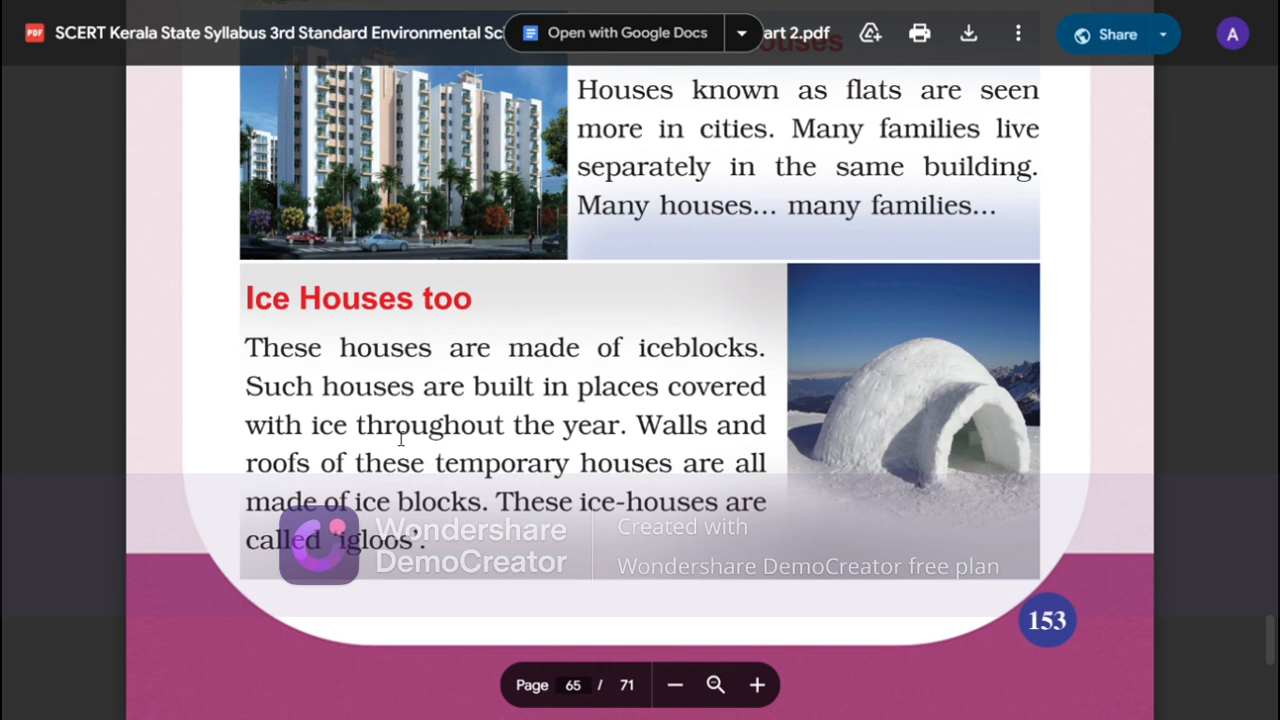 PDF SCERT Kerala State Syllabus 3rd Standard Environmental Sc
Open with Google Docs
art 2.pdf
Share
A
ouses
Houses known as flats are seen
more in cities. Many families live
separately in the same building.
Many houses... many families...
Ice Houses too
These houses are made of iceblocks.
Such houses are built in places covered
with ice throughout the year. Walls and
roofs of these temporary houses are all
made of ice blocks. These ice-houses are
called 'igloos'.
Wondershare
DemoCreator
Created with
Wondershare DemoCreator free plan
153
Page 65 / 71